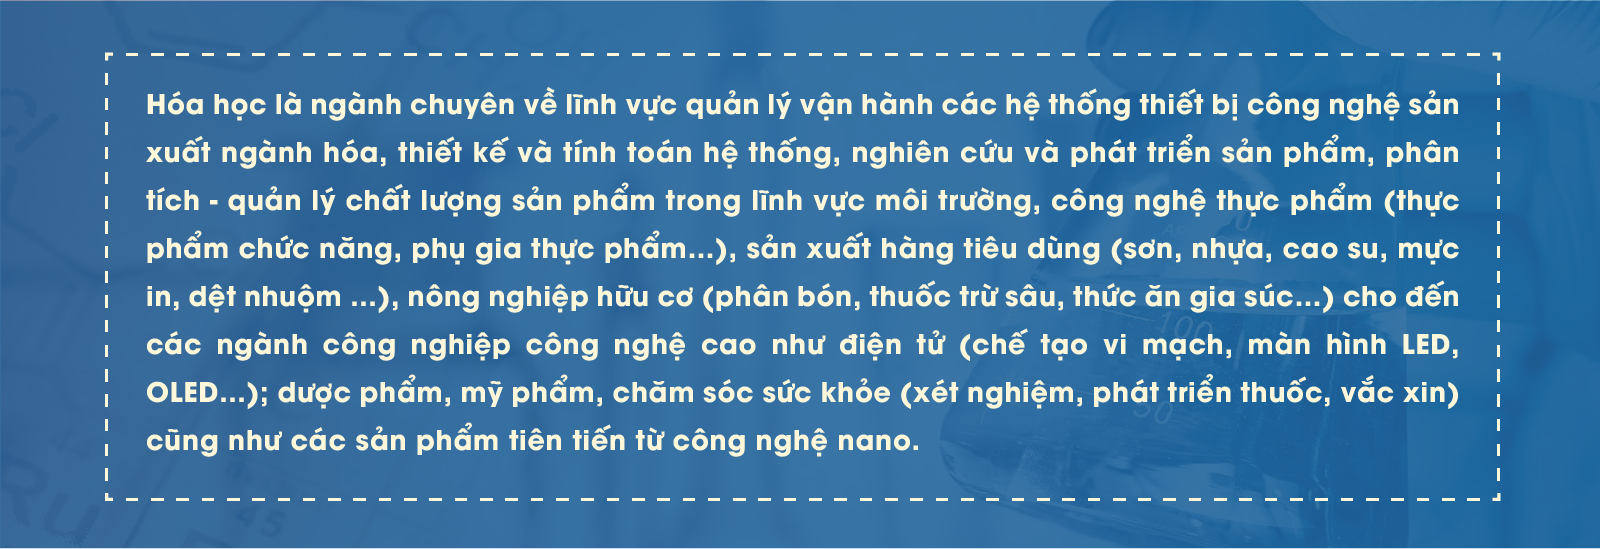 Hóa học là ngành chuyên về lĩnh vực quản lý vận hành các hệ thống thiết bị công nghệ sản
xuất ngành hóa, thiết kế và tính toán hệ thống, nghiên cứu và phát triển sản phẩm, phân
tích - quản lý chất lượng sản phẩm trong lĩnh vực môi trường, công nghệ thực phẩm (thực
phẩm chức năng, phụ gia thực phẩm...), sản xuất hàng tiêu dùng (sơn, nhựa, cao su, mực
in, dệt nhuộm ...), nông nghiệp hữu cơ (phân bón, thuốc trừ sâu, thức ăn gia súc...) cho đến
các ngành công nghiệp công nghệ cao như điện tử (chế tạo vi mạch, màn hình LED,
OLED...); dược phẩm, mỹ phẩm, chăm sóc sức khỏe (xét nghiệm, phát triển thuốc, vắc xin)
cũng như các sản phẩm tiên tiến từ công nghệ nano.
100
50
Ru
45